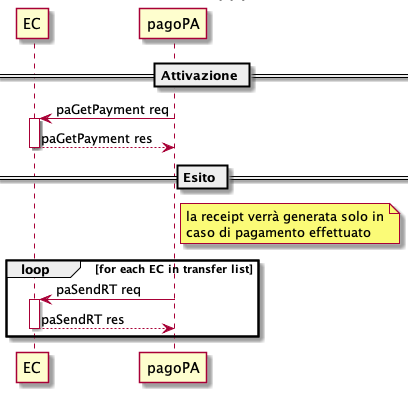 EC
pagoPA
Attivazione
paGetPayment req
paGetPayment res
Esito
la receipt verrà generata solo in
caso di pagamento effettuato
loop [for each EC in transfer list]
paSendRT req
paSendRT res
EC
pagoPA